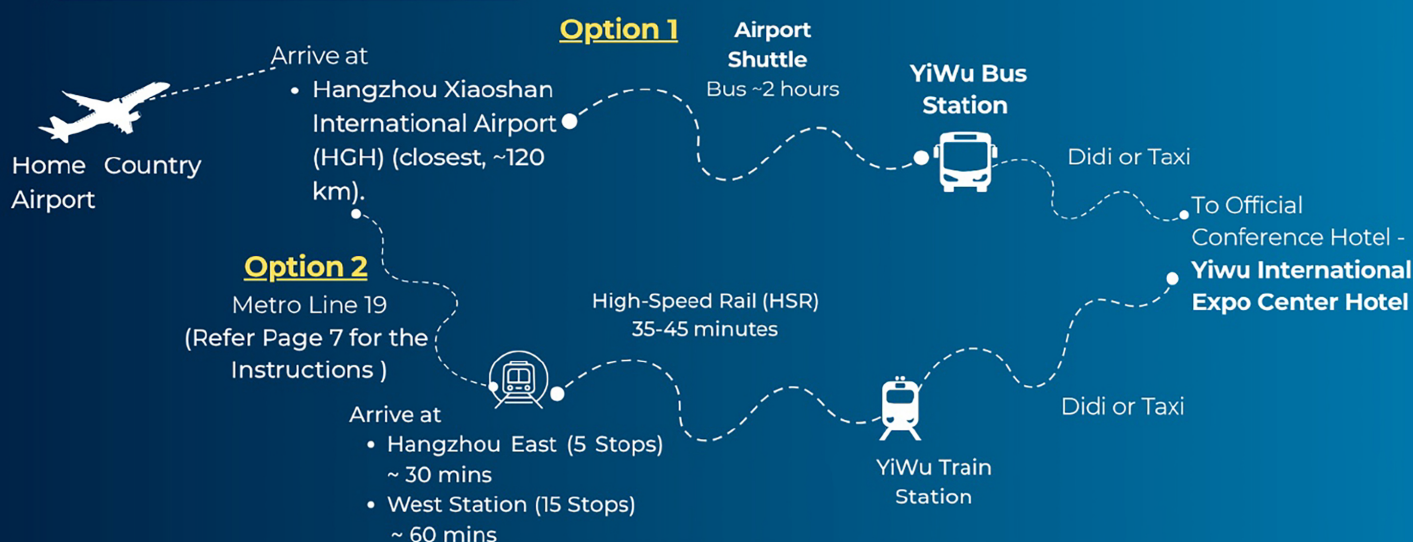 Option 1
Airport
Shuttle
Bus ~2 hours
Arrive at
• Hangzhou Xiaoshan
International Airport
(HGH) (closest, ~120
km).
Home Country
Airport
YiWu Bus
Station
Didi or Taxi
To Official
Conference Hotel -
Yiwu International
Expo Center Hotel
Option 2
Metro Line 19
(Refer Page 7 for the
Instructions )
Arrive at
• Hangzhou East (5 Stops)
~ 30 mins
• West Station (15 Stops)
~ 60 mins
High-Speed Rail (HSR)
35-45 minutes
YiWu Train
Station
Didi or Taxi